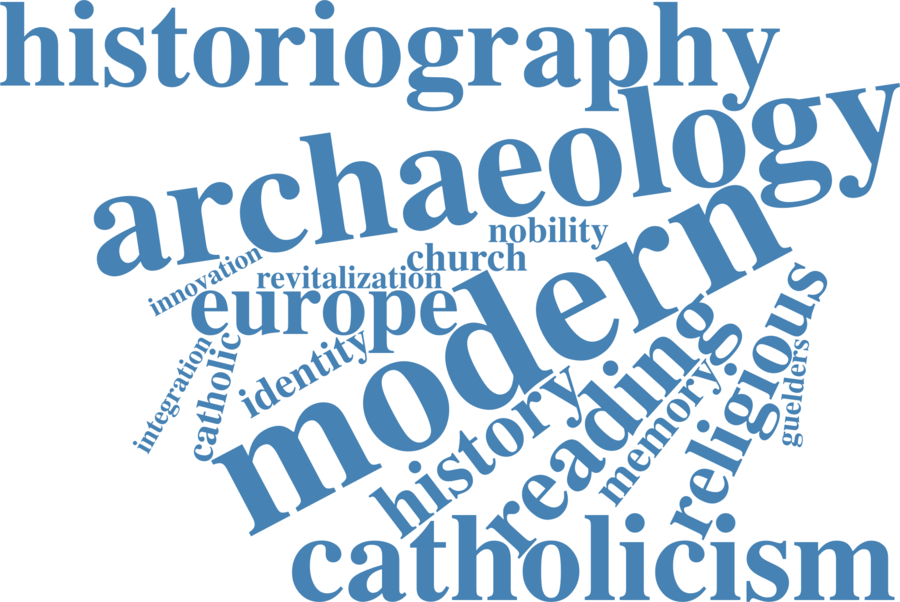 historiography
archaeology
nobility
church
innovation
revitalization
europe
modern
identity
integration
catholic
history
reading
memory
religious
guelders
catholicism